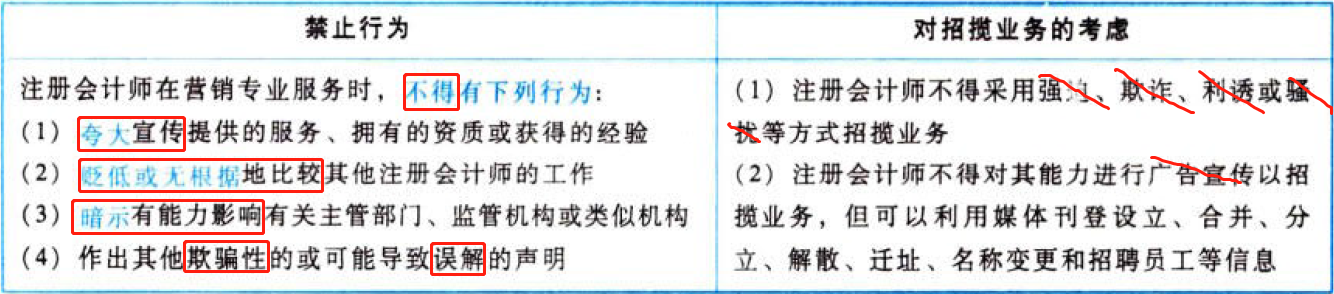 禁止行为
对招揽业务的考虑
注册会计师在营销专业服务时，不得有下列行为：
（1）夸大宣传提供的服务、拥有的资质或获得的经验
（2）贬低或无根据地比较其他注册会计师的工作
（3）暗示有能力影响有关主管部门、监管机构或类似机构
（4）作出其他欺骗性的或可能导致误解的声明
（1）注册会计师不得采用强迫、欺诈、利诱或骚
扰等方式招揽业务
（2）注册会计师不得对其能力进行广告宣传以招
揽业务，但可以利用媒体刊登设立、合并、分
立、解散、迁址、名称变更和招聘员工等信息